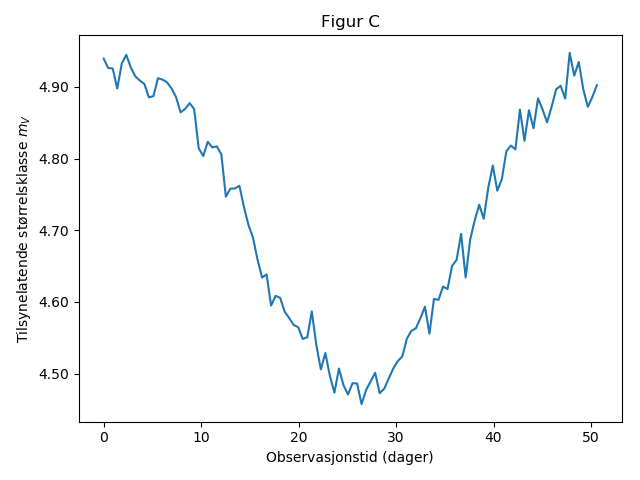 Figur C
Tilsynelatende størrelsklasse $m_V$
4.90
4.80
4.70
4.60
4.50
0 10 20 30 40 50
Observasjonstid (dager)